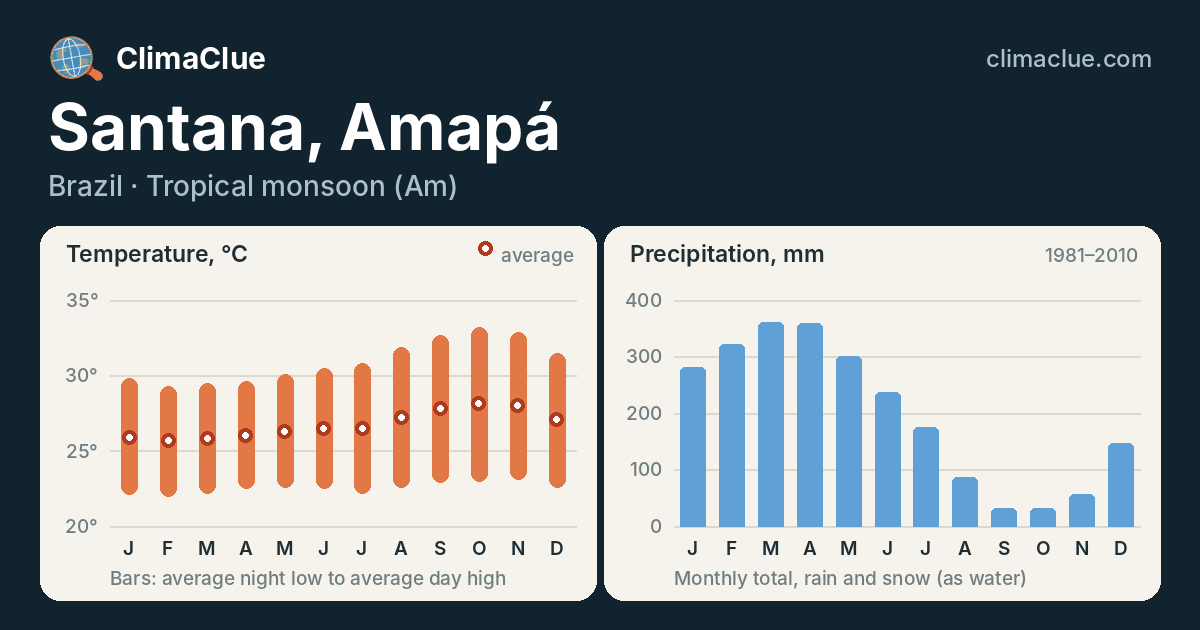 ClimaClue
climaclue.com
Santana, Amapá
Brazil · Tropical monsoon (Am)
Temperature, °C
average
35°
30°
25°
20°
J F M A M J J A S O N D
Bars: average night low to average day high
Precipitation, mm
1981–2010
400
300
200
100
0
J F M A M J J A S O N D
Monthly total, rain and snow (as water)